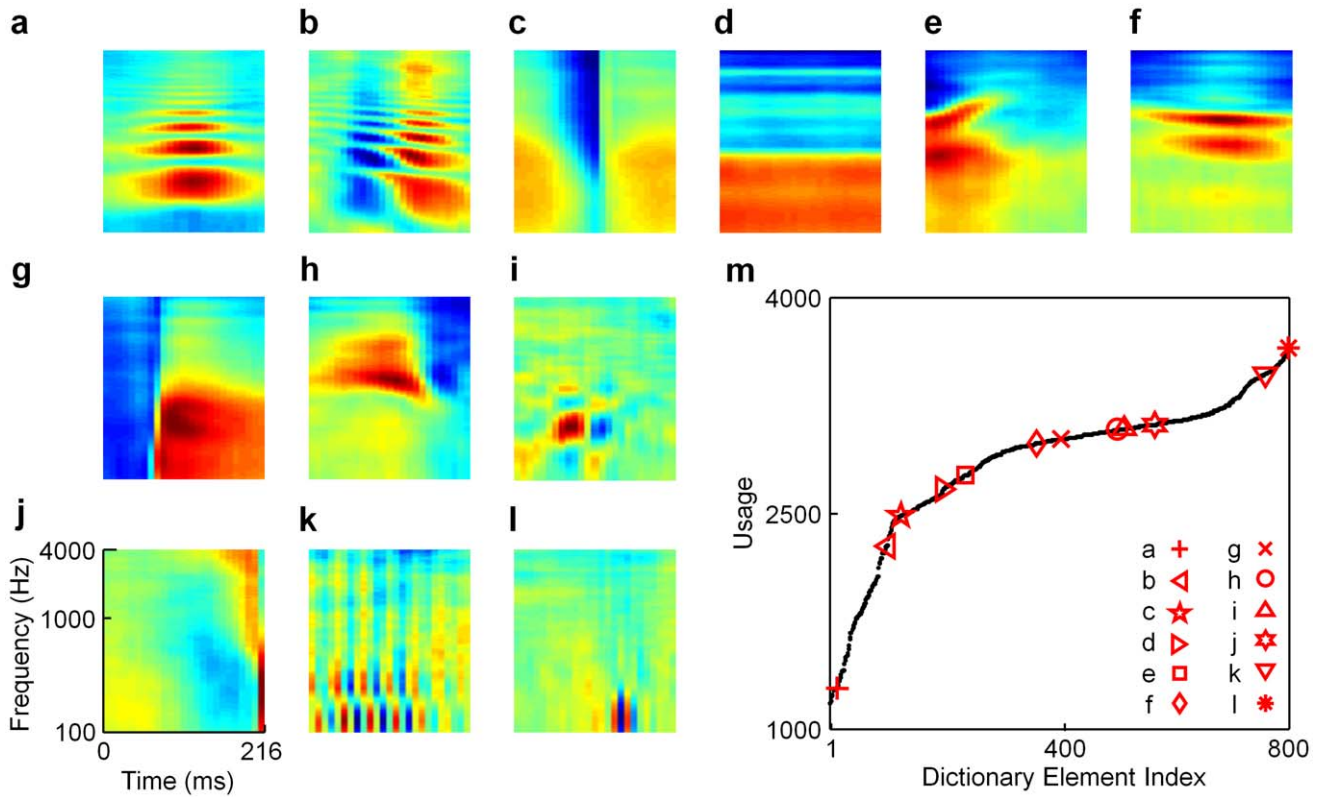 a b c d e f
g h i m
4000
j k l
Frequency (Hz)
4000
1000
100
0 216
Time (ms)
Usage
2500
1000
1 400 800
Dictionary Element Index
a g
b h
c i
d j
e k
f l